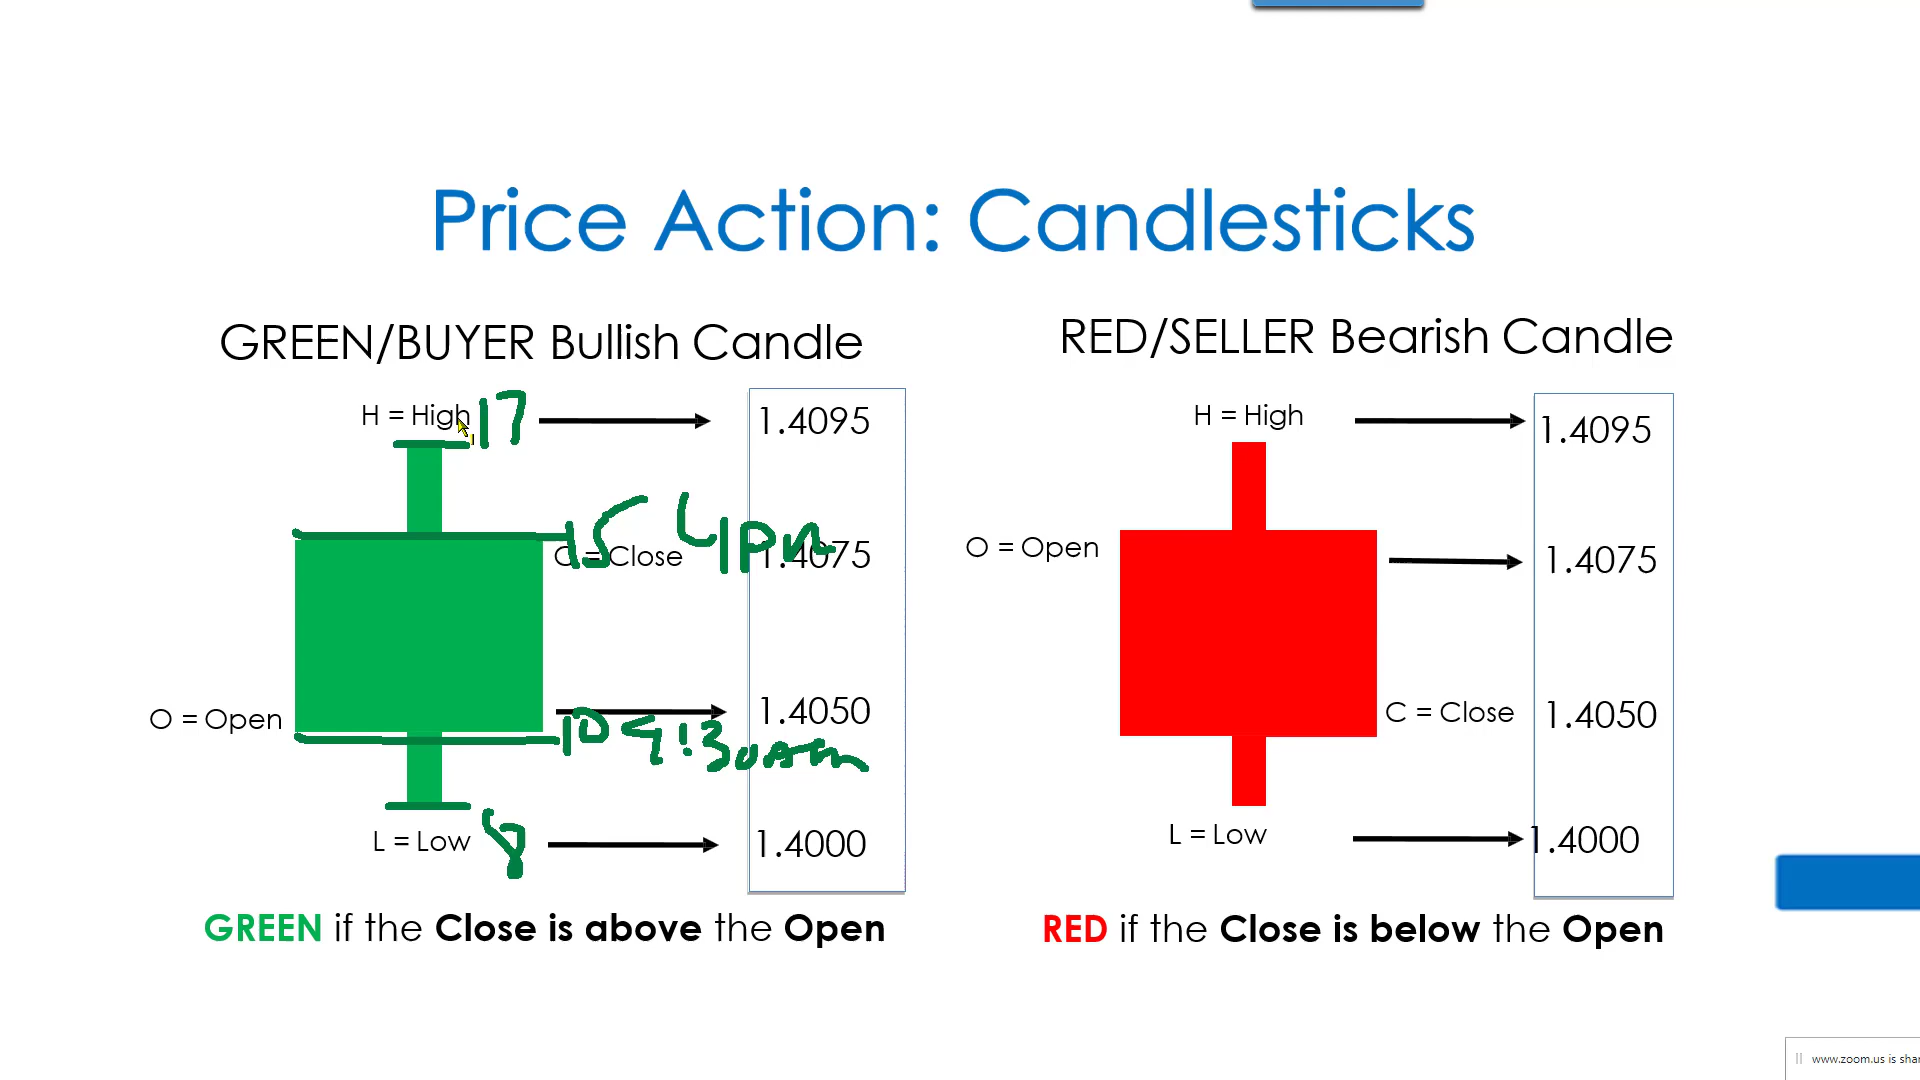 Price Action: Candlesticks
GREEN/BUYER Bullish Candle
RED/SELLER Bearish Candle
H = High 17
1.4095
15 4pm
C = Close
1.4075
O = Open
1.4050
10 9:30am
L = Low 8
1.4000
GREEN if the Close is above the Open
H = High
1.4095
O = Open
1.4075
C = Close
1.4050
L = Low
1.4000
RED if the Close is below the Open
www.zoom.us is